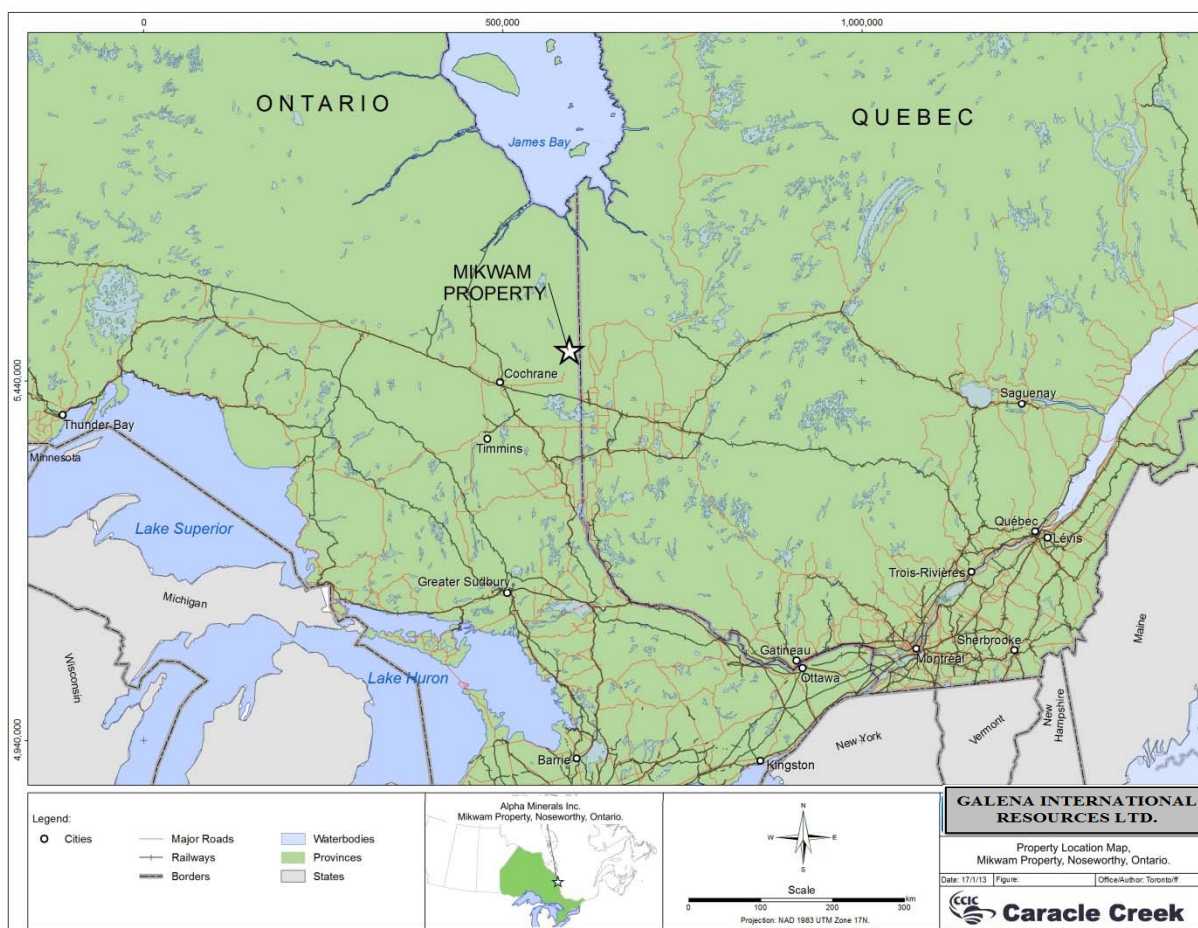 0
500,000
1,000,000
ONTARIO
QUEBEC
James Bay
MIKWAM
PROPERTY
5,440,000
Cochrane
Saguenay
Thunder Bay
Minnesota
Timmins
Lake Superior
Québec
Lévis
Trois-Rivières
Greater Sudbury
Michigan
Maine
Sherbrooke
Gatineau
Montréal
Ottawa
Wisconsin
Lake Huron
New
Hampshire
Vermont
New York
4,940,000
Barrie
Kingston
Legend:
Cities
Major Roads
Railways
Borders
Waterbodies
Provinces
States
Alpha Minerals Inc.
Mikwam Property, Noseworthy, Ontario.
N
W
E
S
Scale
km
0
100
200
300
Projection: NAD 1983 UTM Zone 17N.
GALENA INTERNATIONAL
RESOURCES LTD.
Property Location Map,
Mikwam Property, Noseworthy, Ontario.
Date: 17/1/13
Figure:
Office/Author: Toronto/ff
CCIC
Caracle Creek